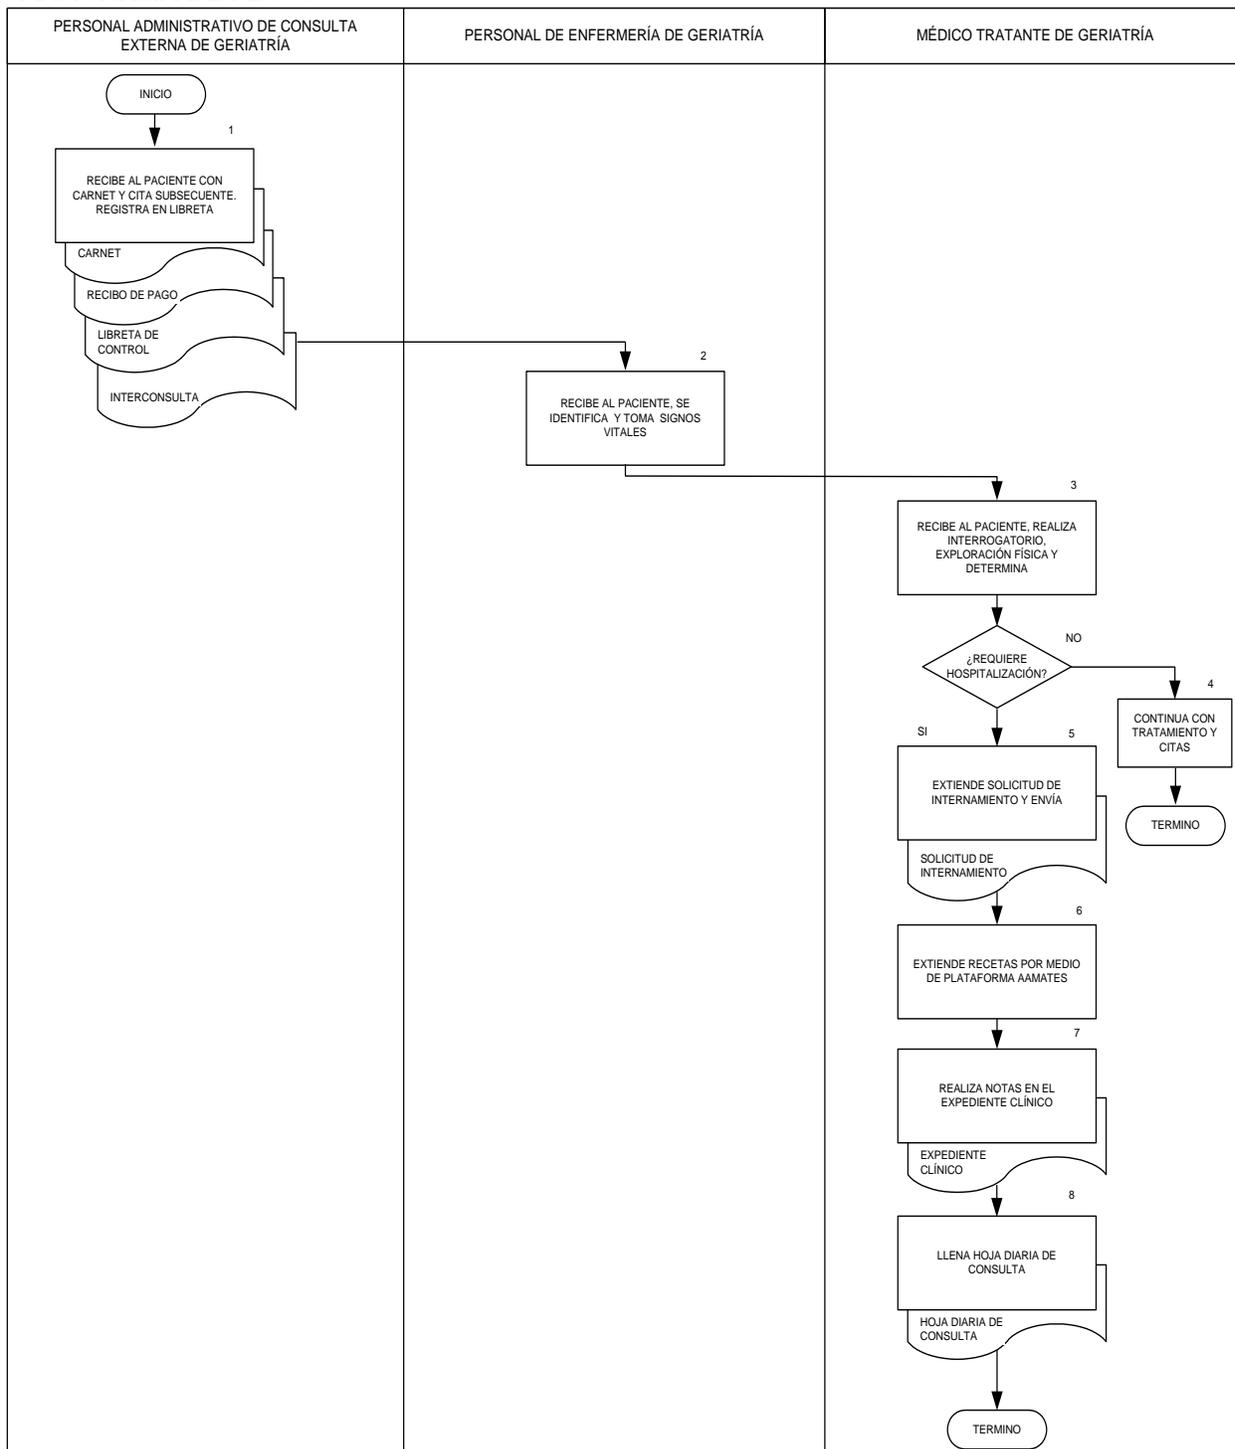 PERSONAL ADMINISTRATIVO DE CONSULTA
EXTERNA DE GERIATRÍA
PERSONAL DE ENFERMERÍA DE GERIATRÍA
MÉDICO TRATANTE DE GERIATRÍA
INICIO
1
RECIBE AL PACIENTE CON
CARNET Y CITA SUBSECUENTE.
REGISTRA EN LIBRETA
CARNET
RECIBO DE PAGO
LIBRETA DE
CONTROL
INTERCONSULTA
2
RECIBE AL PACIENTE, SE
IDENTIFICA Y TOMA SIGNOS
VITALES
3
RECIBE AL PACIENTE, REALIZA
INTERROGATORIO,
EXPLORACIÓN FÍSICA Y
DETERMINA
¿REQUIERE
HOSPITALIZACIÓN?
NO
4
CONTINUA CON
TRATAMIENTO Y
CITAS
TERMINO
SI
5
EXTIENDE SOLICITUD DE
INTERNAMIENTO Y ENVÍA
SOLICITUD DE
INTERNAMIENTO
6
EXTIENDE RECETAS POR MEDIO
DE PLATAFORMA AAMATES
7
REALIZA NOTAS EN EL
EXPEDIENTE CLÍNICO
EXPEDIENTE
CLÍNICO
8
LLENA HOJA DIARIA DE
CONSULTA
HOJA DIARIA DE
CONSULTA
TERMINO